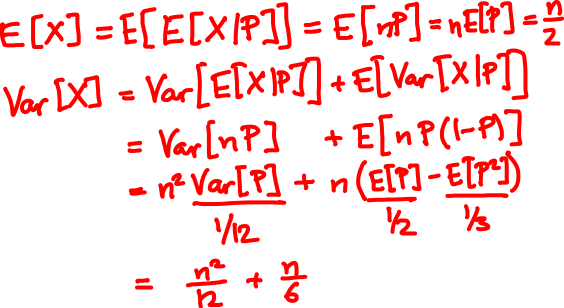 E[X] = E[E[X|P]] = E[nP] = nE[P] = n/2
Var[X] = Var[E[X|P]] + E[Var[X|P]]
= Var[nP] + E[nP(1-P)]
= n² Var[P] + n(E[P] - E[P²])
1/12 1/2 1/3
= n²/12 + n/6